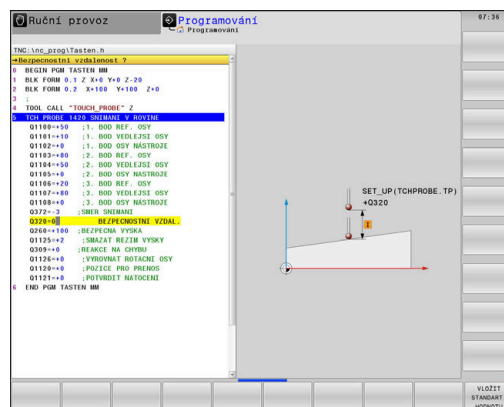 Ruční provoz
Programování
Programování
07:36
TNC:\nc_prog\Tasten.h
→Bezpecnostni vzdalenost ?
0 BEGIN PGM TASTEN MM
1 BLK FORM 0.1 Z X+0 Y+0 Z-20
2 BLK FORM 0.2 X+100 Y+100 Z+0
3 ;
4 TOOL CALL "TOUCH_PROBE" Z
5 TCH PROBE 1420 SNIMANI V ROVINE
Q1100=+50 ;1. BOD REF. OSY
Q1101=+10 ;1. BOD VEDLEJSI OSY
Q1102=+0 ;1. BOD OSY NÁSTROJE
Q1103=+80 ;2. BOD REF. OSY
Q1104=+50 ;2. BOD VEDLEJSI OSY
Q1105=+0 ;2. BOD OSY NÁSTROJE
Q1106=+20 ;3. BOD REF. OSY
Q1107=+80 ;3. BOD VEDLEJSI OSY
Q1108=+0 ;3. BOD OSY NÁSTROJE
Q372=-3 ;SMER SNIMANI
Q320=0 BEZPECNOSTNI VZDAL.
Q260=+100 ;BEZPECNA VYSKA
Q1125=+2 ;SMAZAT REZIM VYSKY
Q309=+0 ;REAKCE NA CHYBU
Q1126=+0 ;VYROVNAT ROTACNI OSY
Q1120=+0 ;POZICE PRO PRENOS
Q1121=+0 ;POTVRDIT NATOCENI
6 END PGM TASTEN MM
SET_UP(TCHPROBE.TP)
+Q320
I
VLOŽIT
STANDART
HODNOTU